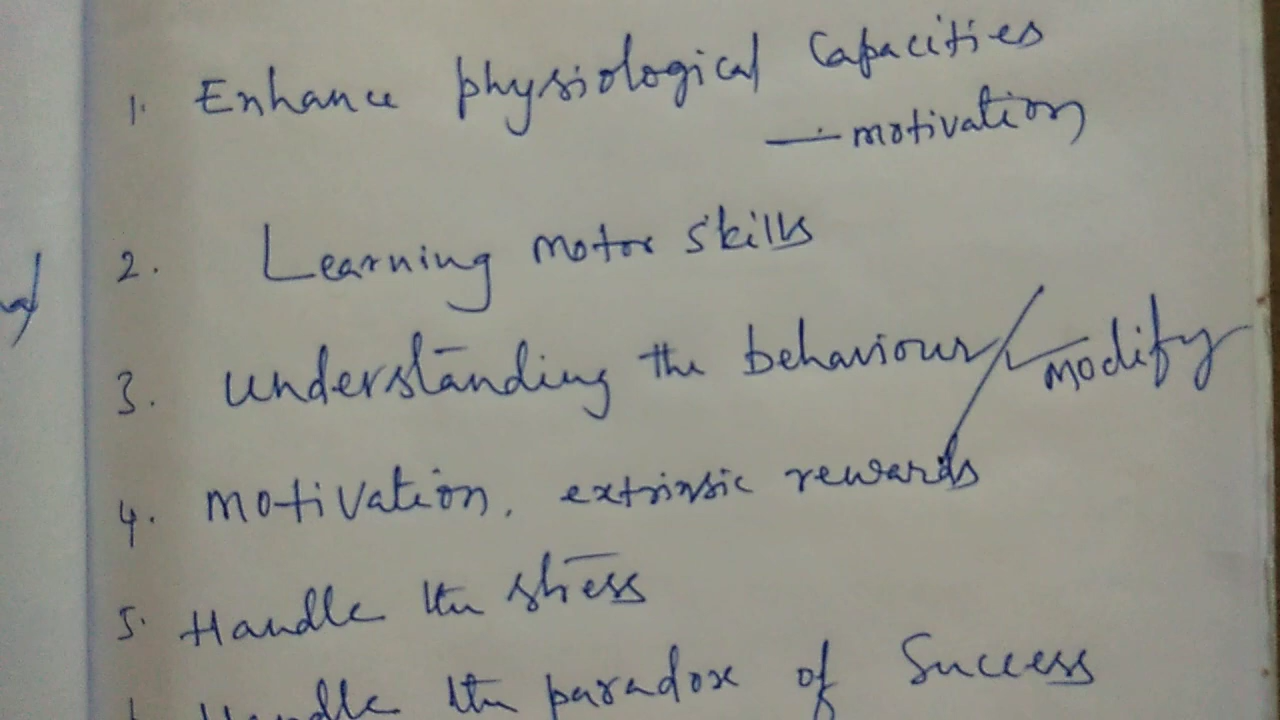 1. Enhance physiological Capacities
— motivation
2. Learning motor skills
3. Understanding the behaviour / modify
4. Motivation, extrinsic rewards
5. Handle the stress
Handle the paradox of Success